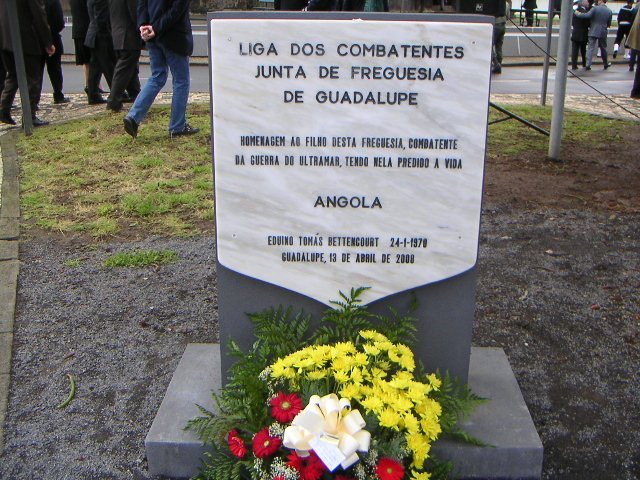 LIGA DOS COMBATENTES
JUNTA DE FREGUESIA
DE GUADALUPE
HOMENAGEM AO FILHO DESTA FREGUESIA, COMBATENTE
DA GUERRA DO ULTRAMAR, TENDO NELA PREDIDO A VIDA
ANGOLA
EDUINO TOMÁS BETTENCOURT 24-1-1970
GUADALUPE, 13 DE ABRIL DE 2008